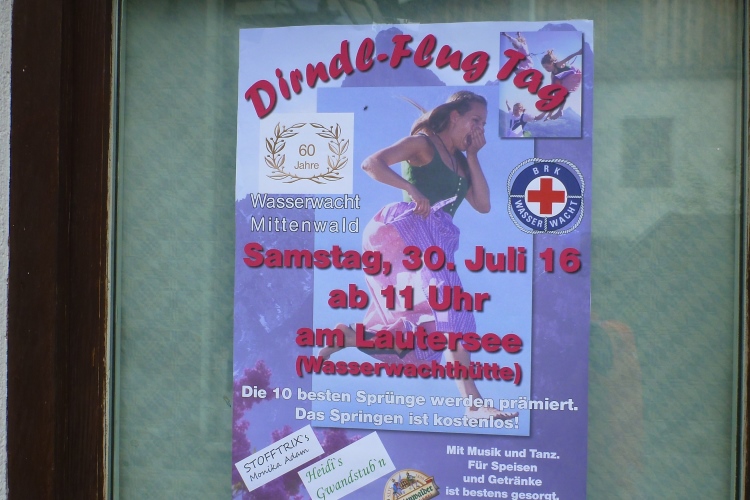 Dirndl-Flug Tag
60
Jahre
Wasserwacht
Mittenwald
BRK
WASSERWACHT
Samstag, 30. Juli 16
ab 11 Uhr
am Lautersee
(Wasserwachthütte)
Die 10 besten Sprünge werden prämiert.
Das Springen ist kostenlos!
STOFFTRIX`s
Monika Adam
Heidi`s
Gwandstub`n
Mit Musik und Tanz.
Für Speisen
und Getränke
ist bestens gesorgt.